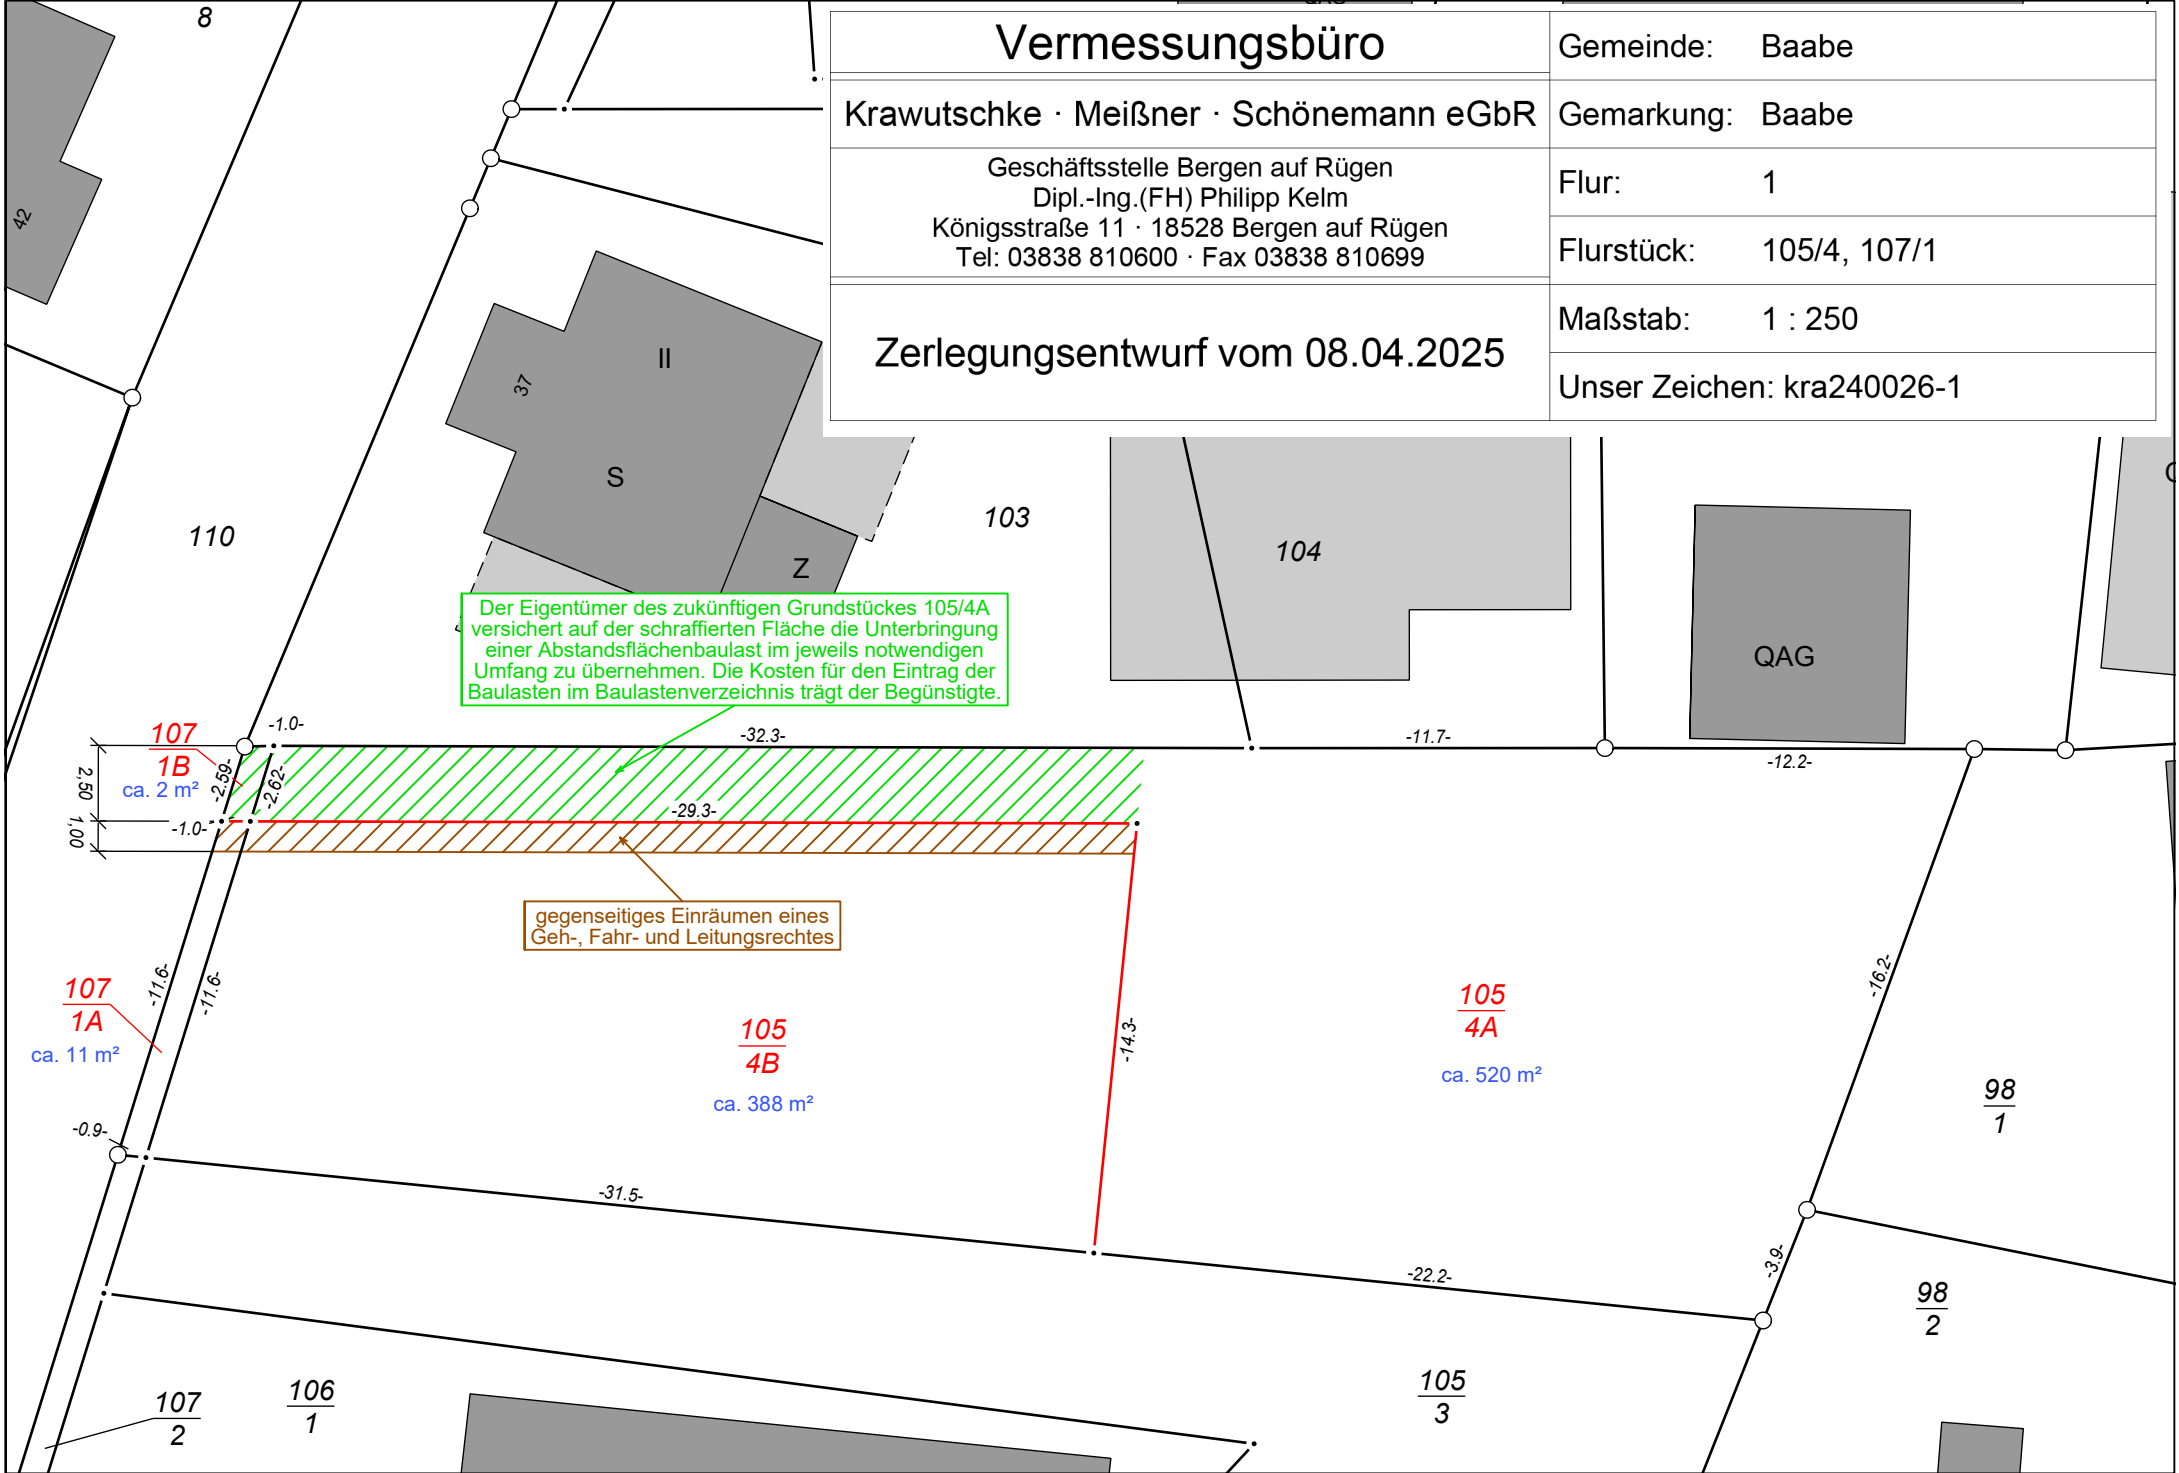 8
Vermessungsbüro
Krawutschke · Meißner · Schönemann eGbR
Geschäftsstelle Bergen auf Rügen
Dipl.-Ing.(FH) Philipp Kelm
Königsstraße 11 · 18528 Bergen auf Rügen
Tel: 03838 810600 · Fax 03838 810699
Zerlegungsentwurf vom 08.04.2025
Gemeinde: Baabe
Gemarkung: Baabe
Flur: 1
Flurstück: 105/4, 107/1
Maßstab: 1 : 250
Unser Zeichen: kra240026-1
42
II
37
S
Z
110
103
104
QAG
Der Eigentümer des zukünftigen Grundstückes 105/4A
versichert auf der schraffierten Fläche die Unterbringung
einer Abstandsflächenbaulast im jeweils notwendigen
Umfang zu übernehmen. Die Kosten für den Eintrag der
Baulasten im Baulastenverzeichnis trägt der Begünstigte.
-1.0-
-32.3-
-11.7-
-12.2-
107
1B
ca. 2 m²
2,50
1,00
-2.59-
-2.62-
-1.0-
-29.3-
gegenseitiges Einräumen eines
Geh-, Fahr- und Leitungsrechtes
-11.6-
-11.6-
107
1A
ca. 11 m²
105
4B
ca. 388 m²
-14.3-
105
4A
ca. 520 m²
-16.2-
98
1
-0.9-
-31.5-
-22.2-
-3.9-
98
2
105
3
107
2
106
1